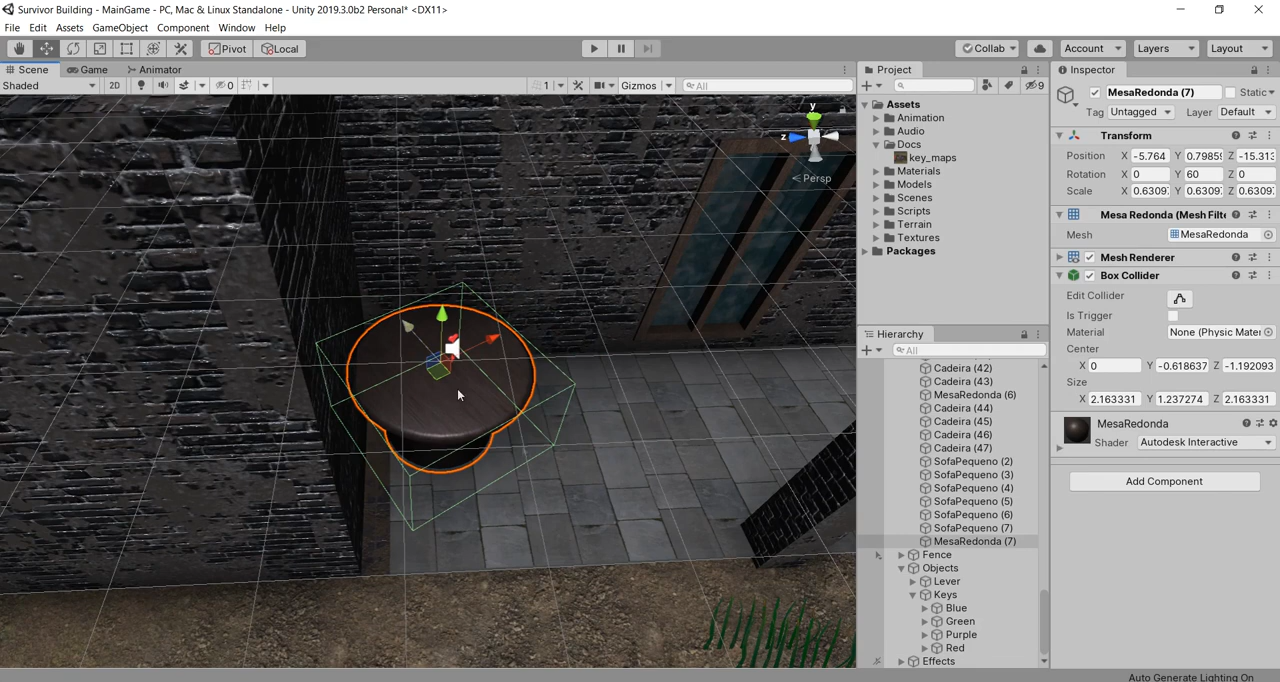 Survivor Building - MainGame - PC, Mac & Linux Standalone - Unity 2019.3.0b2 Personal* <DX11>
File Edit Assets GameObject Component Window Help
Pivot Local Collab Account Layers Layout
Scene Game Animator
Shaded 2D 0 1 Gizmos All
y
z
< Persp
Project
9
Assets
Animation
Audio
Docs
key_maps
Materials
Models
Scenes
Scripts
Terrain
Textures
Packages
Hierarchy
All
Cadeira (42)
Cadeira (43)
MesaRedonda (6)
Cadeira (44)
Cadeira (45)
Cadeira (46)
Cadeira (47)
SofaPequeno (2)
SofaPequeno (3)
SofaPequeno (4)
SofaPequeno (5)
SofaPequeno (6)
SofaPequeno (7)
MesaRedonda (7)
Fence
Objects
Lever
Keys
Blue
Green
Purple
Red
Effects
Inspector
MesaRedonda (7) Static
Tag Untagged Layer Default
Transform
Position X -5.764 Y 0.7985 Z -15.313
Rotation X 0 Y 60 Z 0
Scale X 0.6309 Y 0.6309 Z 0.6309
Mesa Redonda (Mesh Filte
Mesh MesaRedonda
Mesh Renderer
Box Collider
Edit Collider
Is Trigger
Material None (Physic Mater
Center
X 0 Y -0.618637 Z -1.192093
Size
X 2.163331 Y 1.237274 Z 2.163331
MesaRedonda
Shader Autodesk Interactive
Add Component
Auto Generate Lighting On